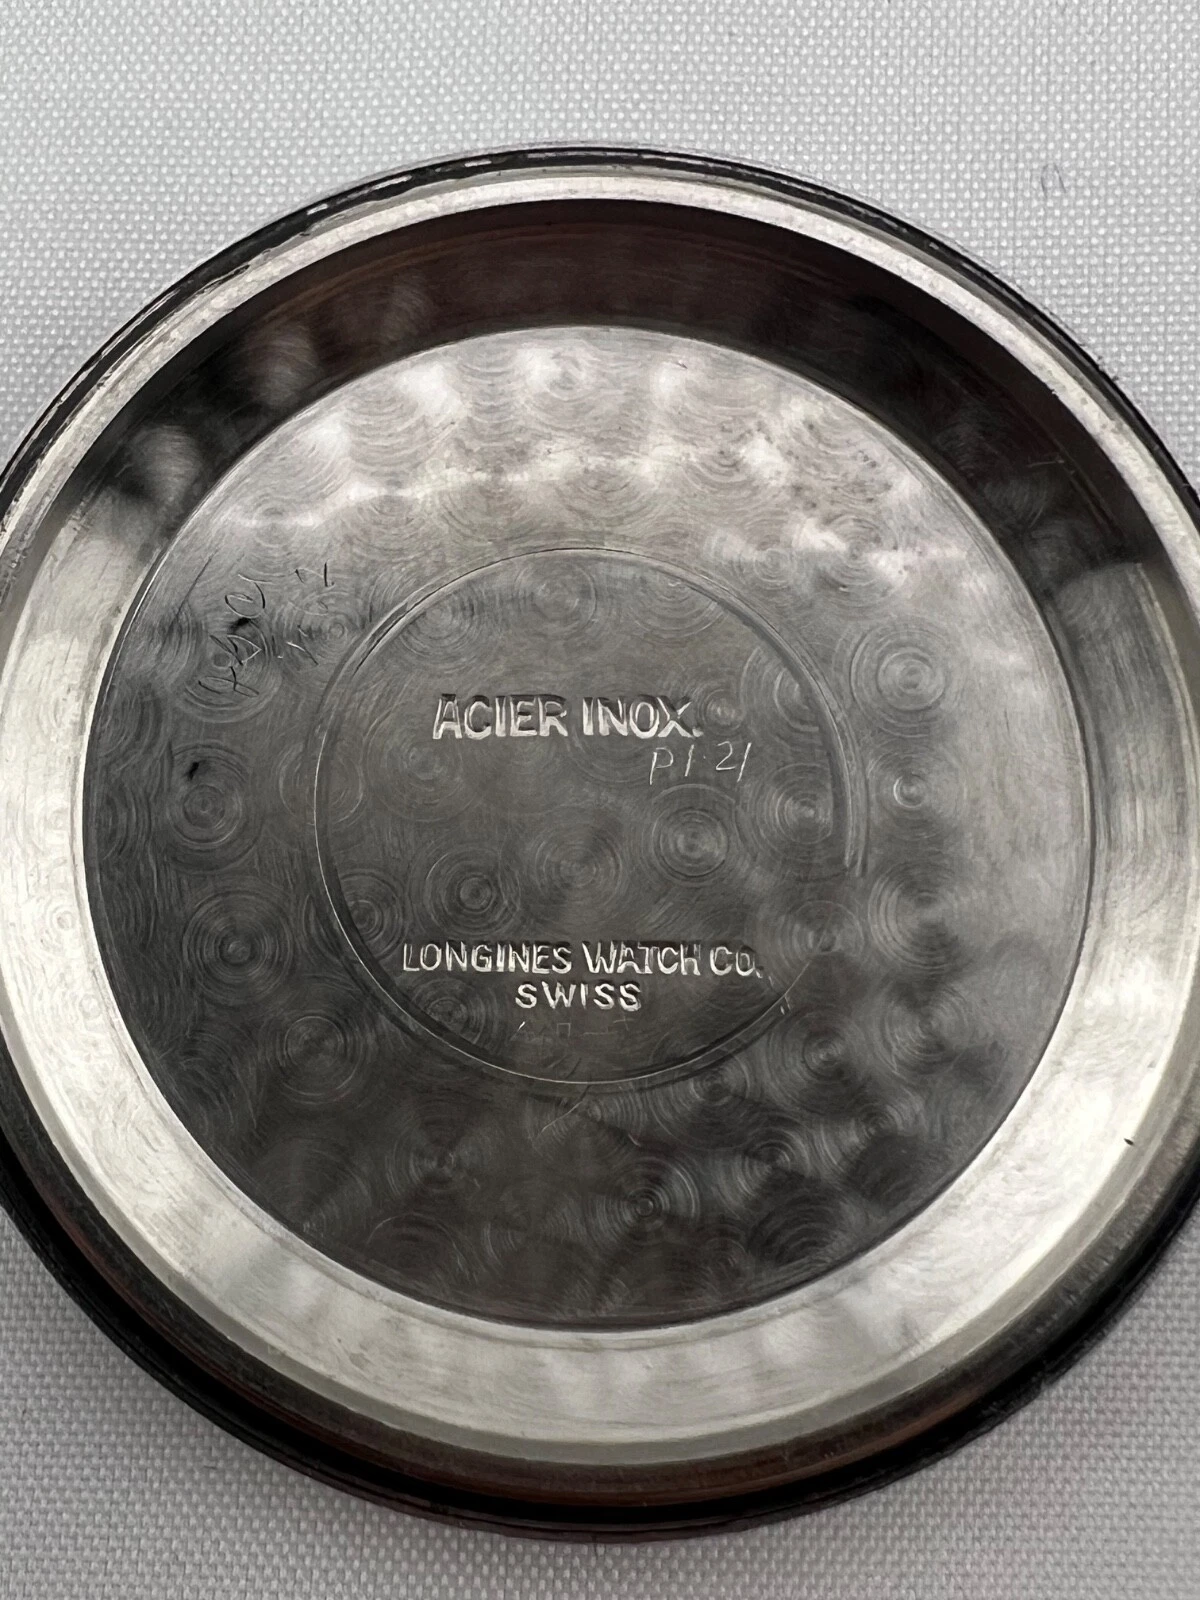 ACIER INOX.
P1·21
LONGINES WATCH CO.
SWISS